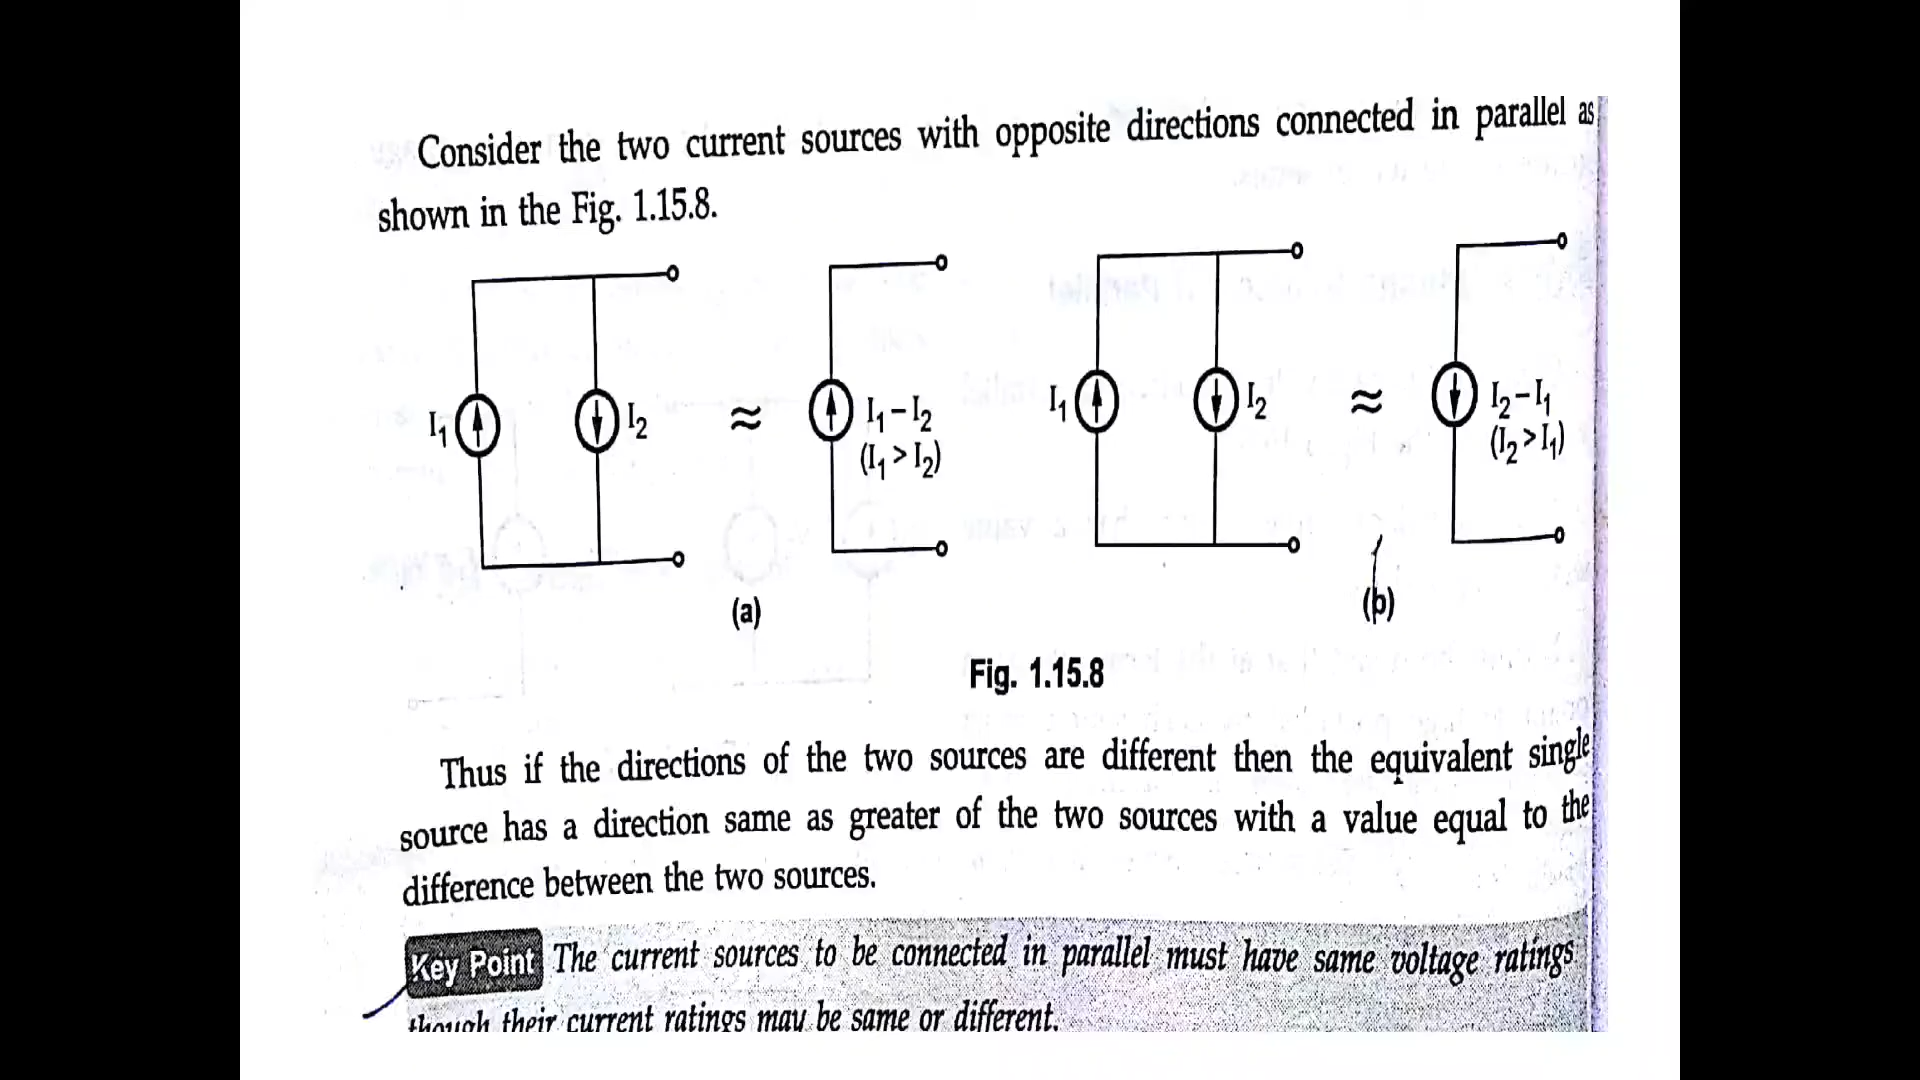 Consider the two current sources with opposite directions connected in parallel as
shown in the Fig. 1.15.8.
I₁
I₂
≈
I₁ – I₂
(I₁ > I₂)
I₁
I₂
≈
I₂ – I₁
(I₂ > I₁)
(a)
(b)
Fig. 1.15.8
Thus if the directions of the two sources are different then the equivalent single
source has a direction same as greater of the two sources with a value equal to the
difference between the two sources.
Key Point The current sources to be connected in parallel must have same voltage ratings
though their current ratings may be same or different.